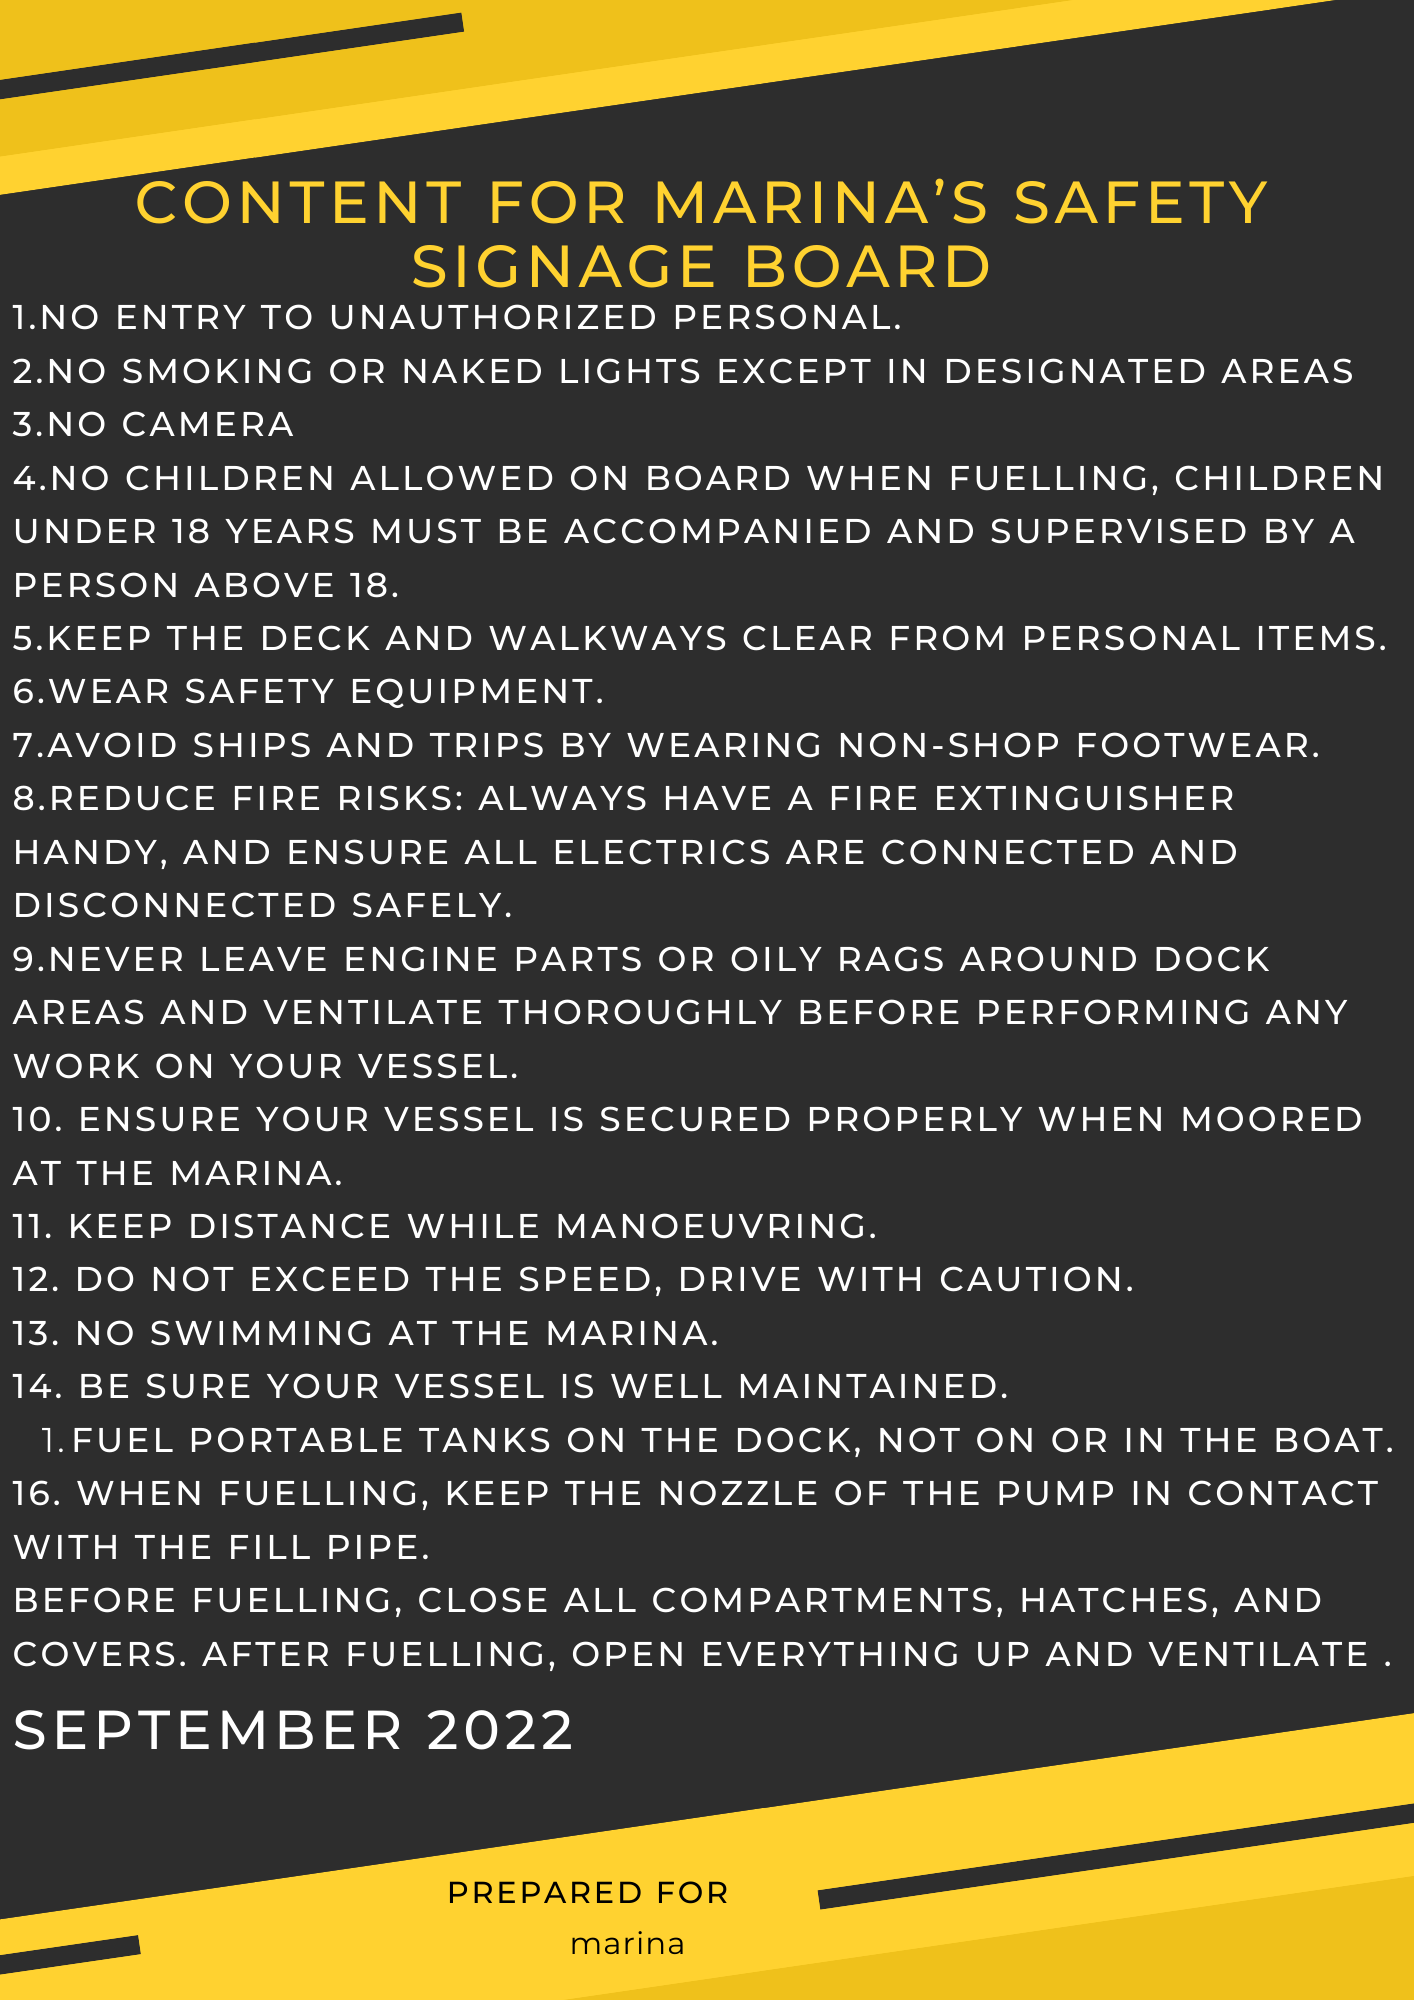 CONTENT FOR MARINA’S SAFETY
SIGNAGE BOARD
1.NO ENTRY TO UNAUTHORIZED PERSONAL.
2.NO SMOKING OR NAKED LIGHTS EXCEPT IN DESIGNATED AREAS
3.NO CAMERA
4.NO CHILDREN ALLOWED ON BOARD WHEN FUELLING, CHILDREN
UNDER 18 YEARS MUST BE ACCOMPANIED AND SUPERVISED BY A
PERSON ABOVE 18.
5.KEEP THE DECK AND WALKWAYS CLEAR FROM PERSONAL ITEMS.
6.WEAR SAFETY EQUIPMENT.
7.AVOID SHIPS AND TRIPS BY WEARING NON-SHOP FOOTWEAR.
8.REDUCE FIRE RISKS: ALWAYS HAVE A FIRE EXTINGUISHER
HANDY, AND ENSURE ALL ELECTRICS ARE CONNECTED AND
DISCONNECTED SAFELY.
9.NEVER LEAVE ENGINE PARTS OR OILY RAGS AROUND DOCK
AREAS AND VENTILATE THOROUGHLY BEFORE PERFORMING ANY
WORK ON YOUR VESSEL.
10. ENSURE YOUR VESSEL IS SECURED PROPERLY WHEN MOORED
AT THE MARINA.
11. KEEP DISTANCE WHILE MANOEUVRING.
12. DO NOT EXCEED THE SPEED, DRIVE WITH CAUTION.
13. NO SWIMMING AT THE MARINA.
14. BE SURE YOUR VESSEL IS WELL MAINTAINED.
1. FUEL PORTABLE TANKS ON THE DOCK, NOT ON OR IN THE BOAT.
16. WHEN FUELLING, KEEP THE NOZZLE OF THE PUMP IN CONTACT
WITH THE FILL PIPE.
BEFORE FUELLING, CLOSE ALL COMPARTMENTS, HATCHES, AND
COVERS. AFTER FUELLING, OPEN EVERYTHING UP AND VENTILATE .
SEPTEMBER 2022
PREPARED FOR
marina